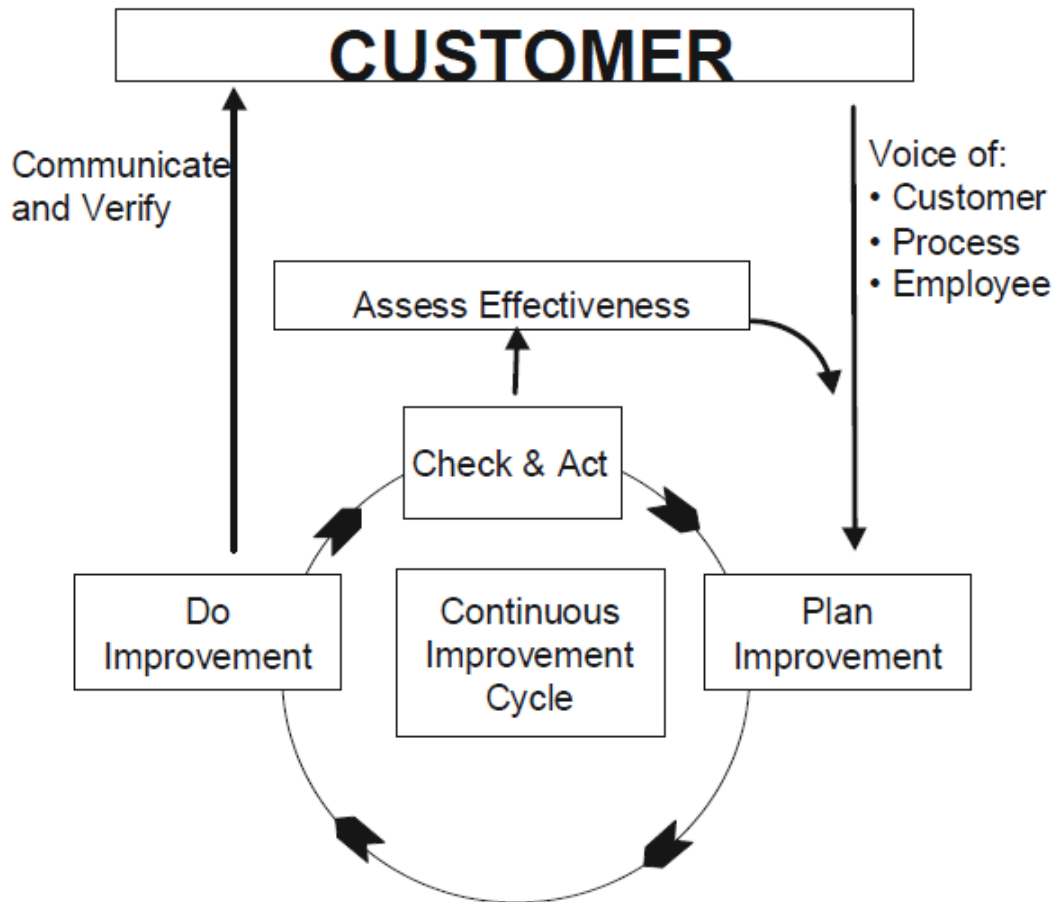 CUSTOMER
Communicate
and Verify
Voice of:
• Customer
• Process
• Employee
Assess Effectiveness
Check & Act
Do
Improvement
Continuous
Improvement
Cycle
Plan
Improvement